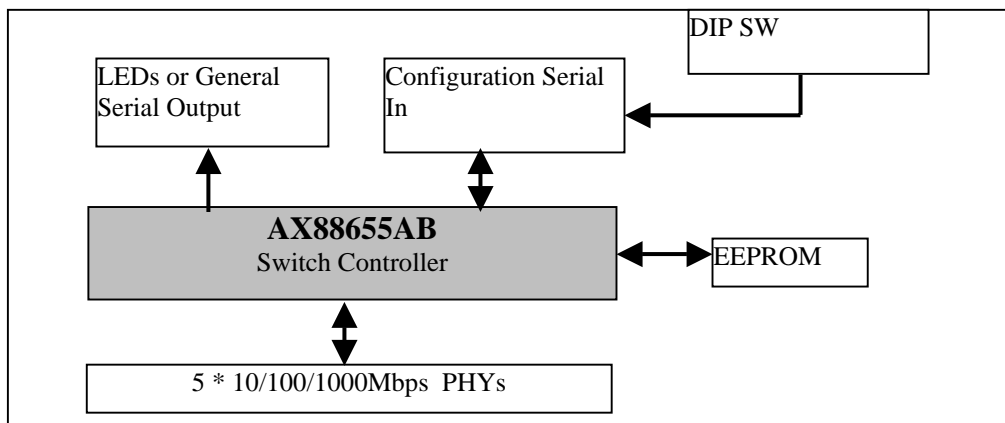 DIP SW
LEDs or General
Serial Output
Configuration Serial
In
AX88655AB
Switch Controller
EEPROM
5 * 10/100/1000Mbps PHYs